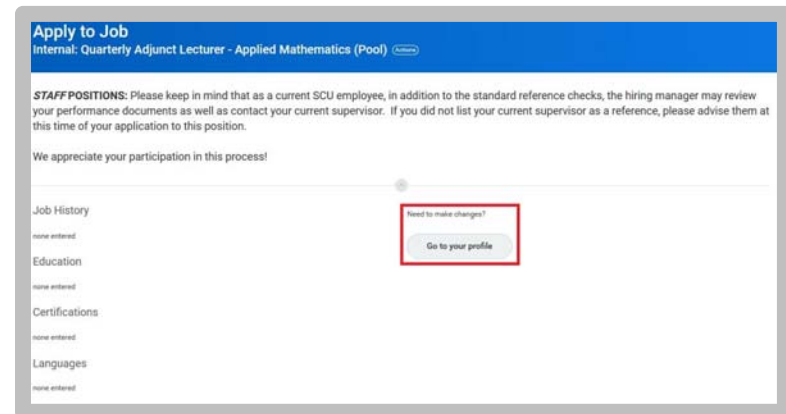 Apply to Job
Internal: Quarterly Adjunct Lecturer - Applied Mathematics (Pool) Actions
STAFF POSITIONS: Please keep in mind that as a current SCU employee, in addition to the standard reference checks, the hiring manager may review
your performance documents as well as contact your current supervisor. If you did not list your current supervisor as a reference, please advise them at
this time of your application to this position.
We appreciate your participation in this process!
Job History
Need to make changes?
none entered
Go to your profile
Education
none entered
Certifications
none entered
Languages
none entered